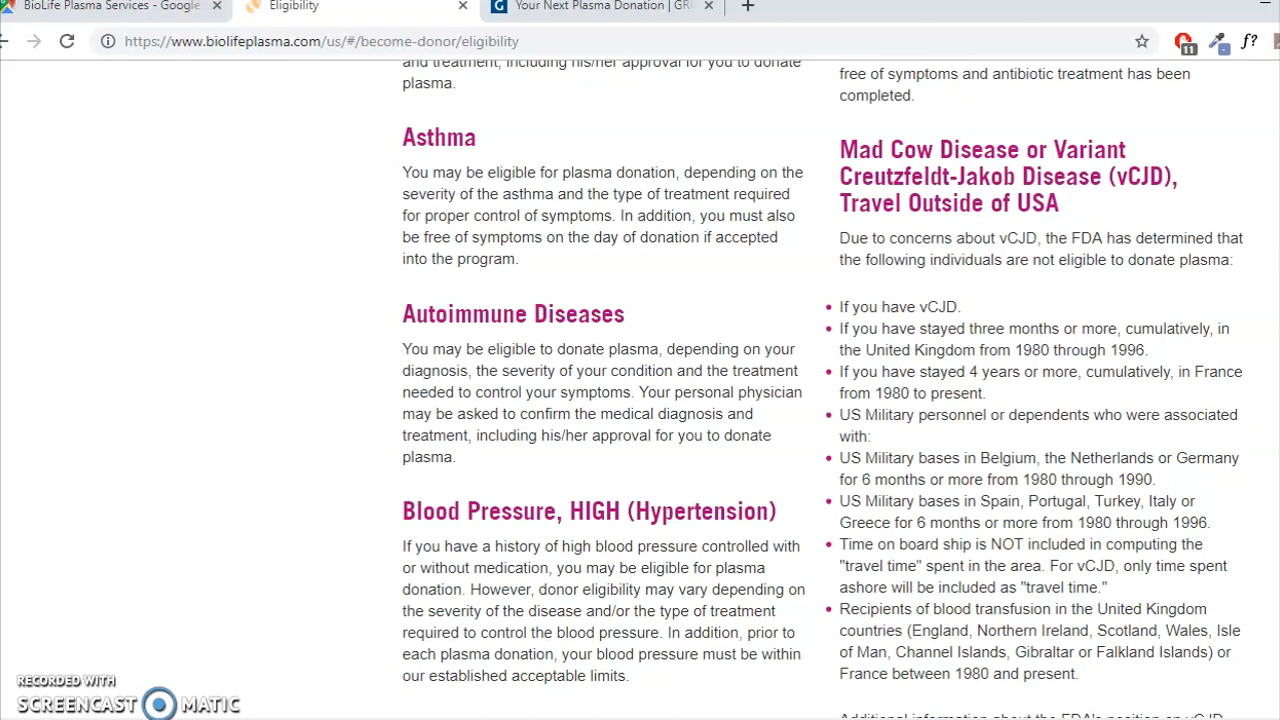 BioLife Plasma Services - Google
Eligibility
Your Next Plasma Donation | GRI
https://www.biolifeplasma.com/us/#/become-donor/eligibility
11
f?
and treatment, including his/her approval for you to donate
plasma.
Asthma
You may be eligible for plasma donation, depending on the
severity of the asthma and the type of treatment required
for proper control of symptoms. In addition, you must also
be free of symptoms on the day of donation if accepted
into the program.
Autoimmune Diseases
You may be eligible to donate plasma, depending on your
diagnosis, the severity of your condition and the treatment
needed to control your symptoms. Your personal physician
may be asked to confirm the medical diagnosis and
treatment, including his/her approval for you to donate
plasma.
Blood Pressure, HIGH (Hypertension)
If you have a history of high blood pressure controlled with
or without medication, you may be eligible for plasma
donation. However, donor eligibility may vary depending on
the severity of the disease and/or the type of treatment
required to control the blood pressure. In addition, prior to
each plasma donation, your blood pressure must be within
our established acceptable limits.
free of symptoms and antibiotic treatment has been
completed.
Mad Cow Disease or Variant
Creutzfeldt-Jakob Disease (vCJD),
Travel Outside of USA
Due to concerns about vCJD, the FDA has determined that
the following individuals are not eligible to donate plasma:
• If you have vCJD.
• If you have stayed three months or more, cumulatively, in
the United Kingdom from 1980 through 1996.
• If you have stayed 4 years or more, cumulatively, in France
from 1980 to present.
• US Military personnel or dependents who were associated
with:
• US Military bases in Belgium, the Netherlands or Germany
for 6 months or more from 1980 through 1990.
• US Military bases in Spain, Portugal, Turkey, Italy or
Greece for 6 months or more from 1980 through 1996.
• Time on board ship is NOT included in computing the
"travel time" spent in the area. For vCJD, only time spent
ashore will be included as "travel time."
• Recipients of blood transfusion in the United Kingdom
countries (England, Northern Ireland, Scotland, Wales, Isle
of Man, Channel Islands, Gibraltar or Falkland Islands) or
France between 1980 and present.
Additional information about the FDA's position on vCJD
RECORDED WITH
SCREENCAST MATIC